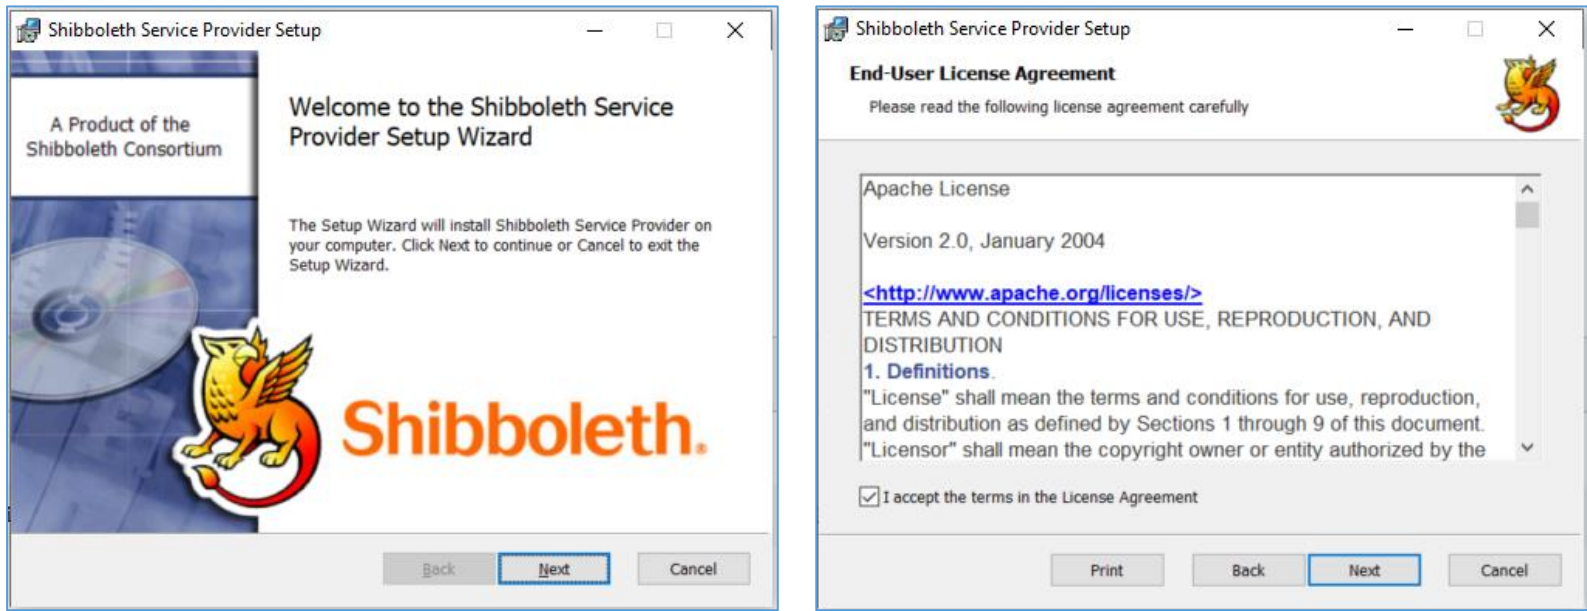 Shibboleth Service Provider Setup
A Product of the
Shibboleth Consortium
Welcome to the Shibboleth Service
Provider Setup Wizard
The Setup Wizard will install Shibboleth Service Provider on
your computer. Click Next to continue or Cancel to exit the
Setup Wizard.
Shibboleth.
Back
Next
Cancel
Shibboleth Service Provider Setup
End-User License Agreement
Please read the following license agreement carefully
Apache License
Version 2.0, January 2004
<http://www.apache.org/licenses/>
TERMS AND CONDITIONS FOR USE, REPRODUCTION, AND
DISTRIBUTION
1. Definitions.
"License" shall mean the terms and conditions for use, reproduction,
and distribution as defined by Sections 1 through 9 of this document.
"Licensor" shall mean the copyright owner or entity authorized by the
I accept the terms in the License Agreement
Print
Back
Next
Cancel